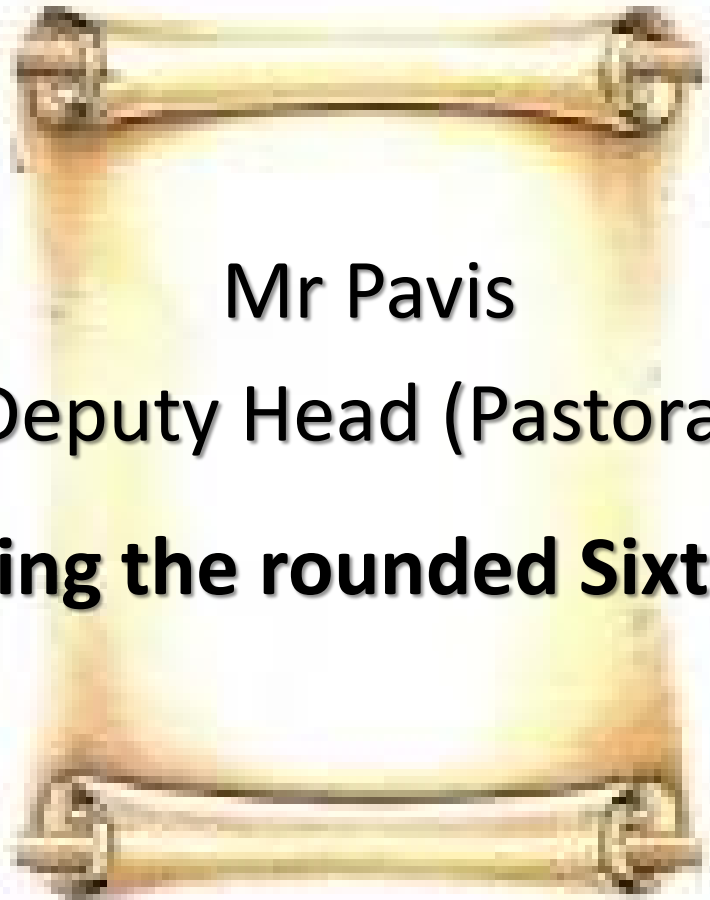 Mr Pavis
Deputy Head (Pastora
ing the rounded Sixt